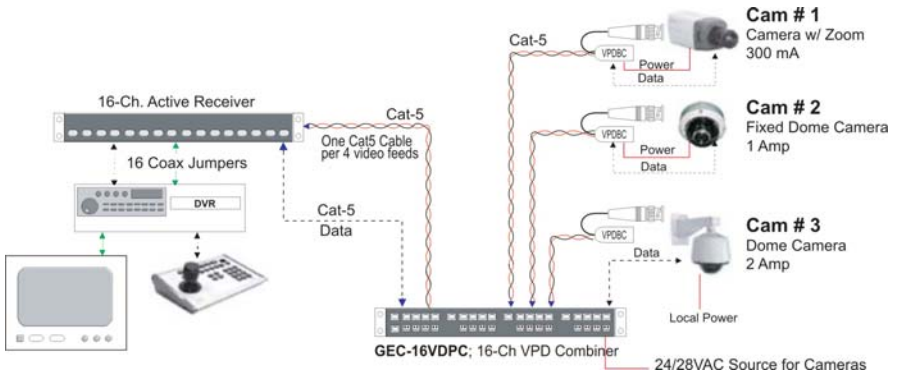 Cam # 1
Camera w/ Zoom
300 mA
Cat-5
VPDBC
Power
Data
16-Ch. Active Receiver
Cat-5
One Cat5 Cable
per 4 video feeds
16 Coax Jumpers
DVR
Cat-5
Data
Cam # 2
Fixed Dome Camera
1 Amp
VPDBC
Power
Data
Cam # 3
Dome Camera
2 Amp
VPDBC
Data
Local Power
GEC-16VDPC; 16-Ch VPD Combiner
24/28VAC Source for Cameras